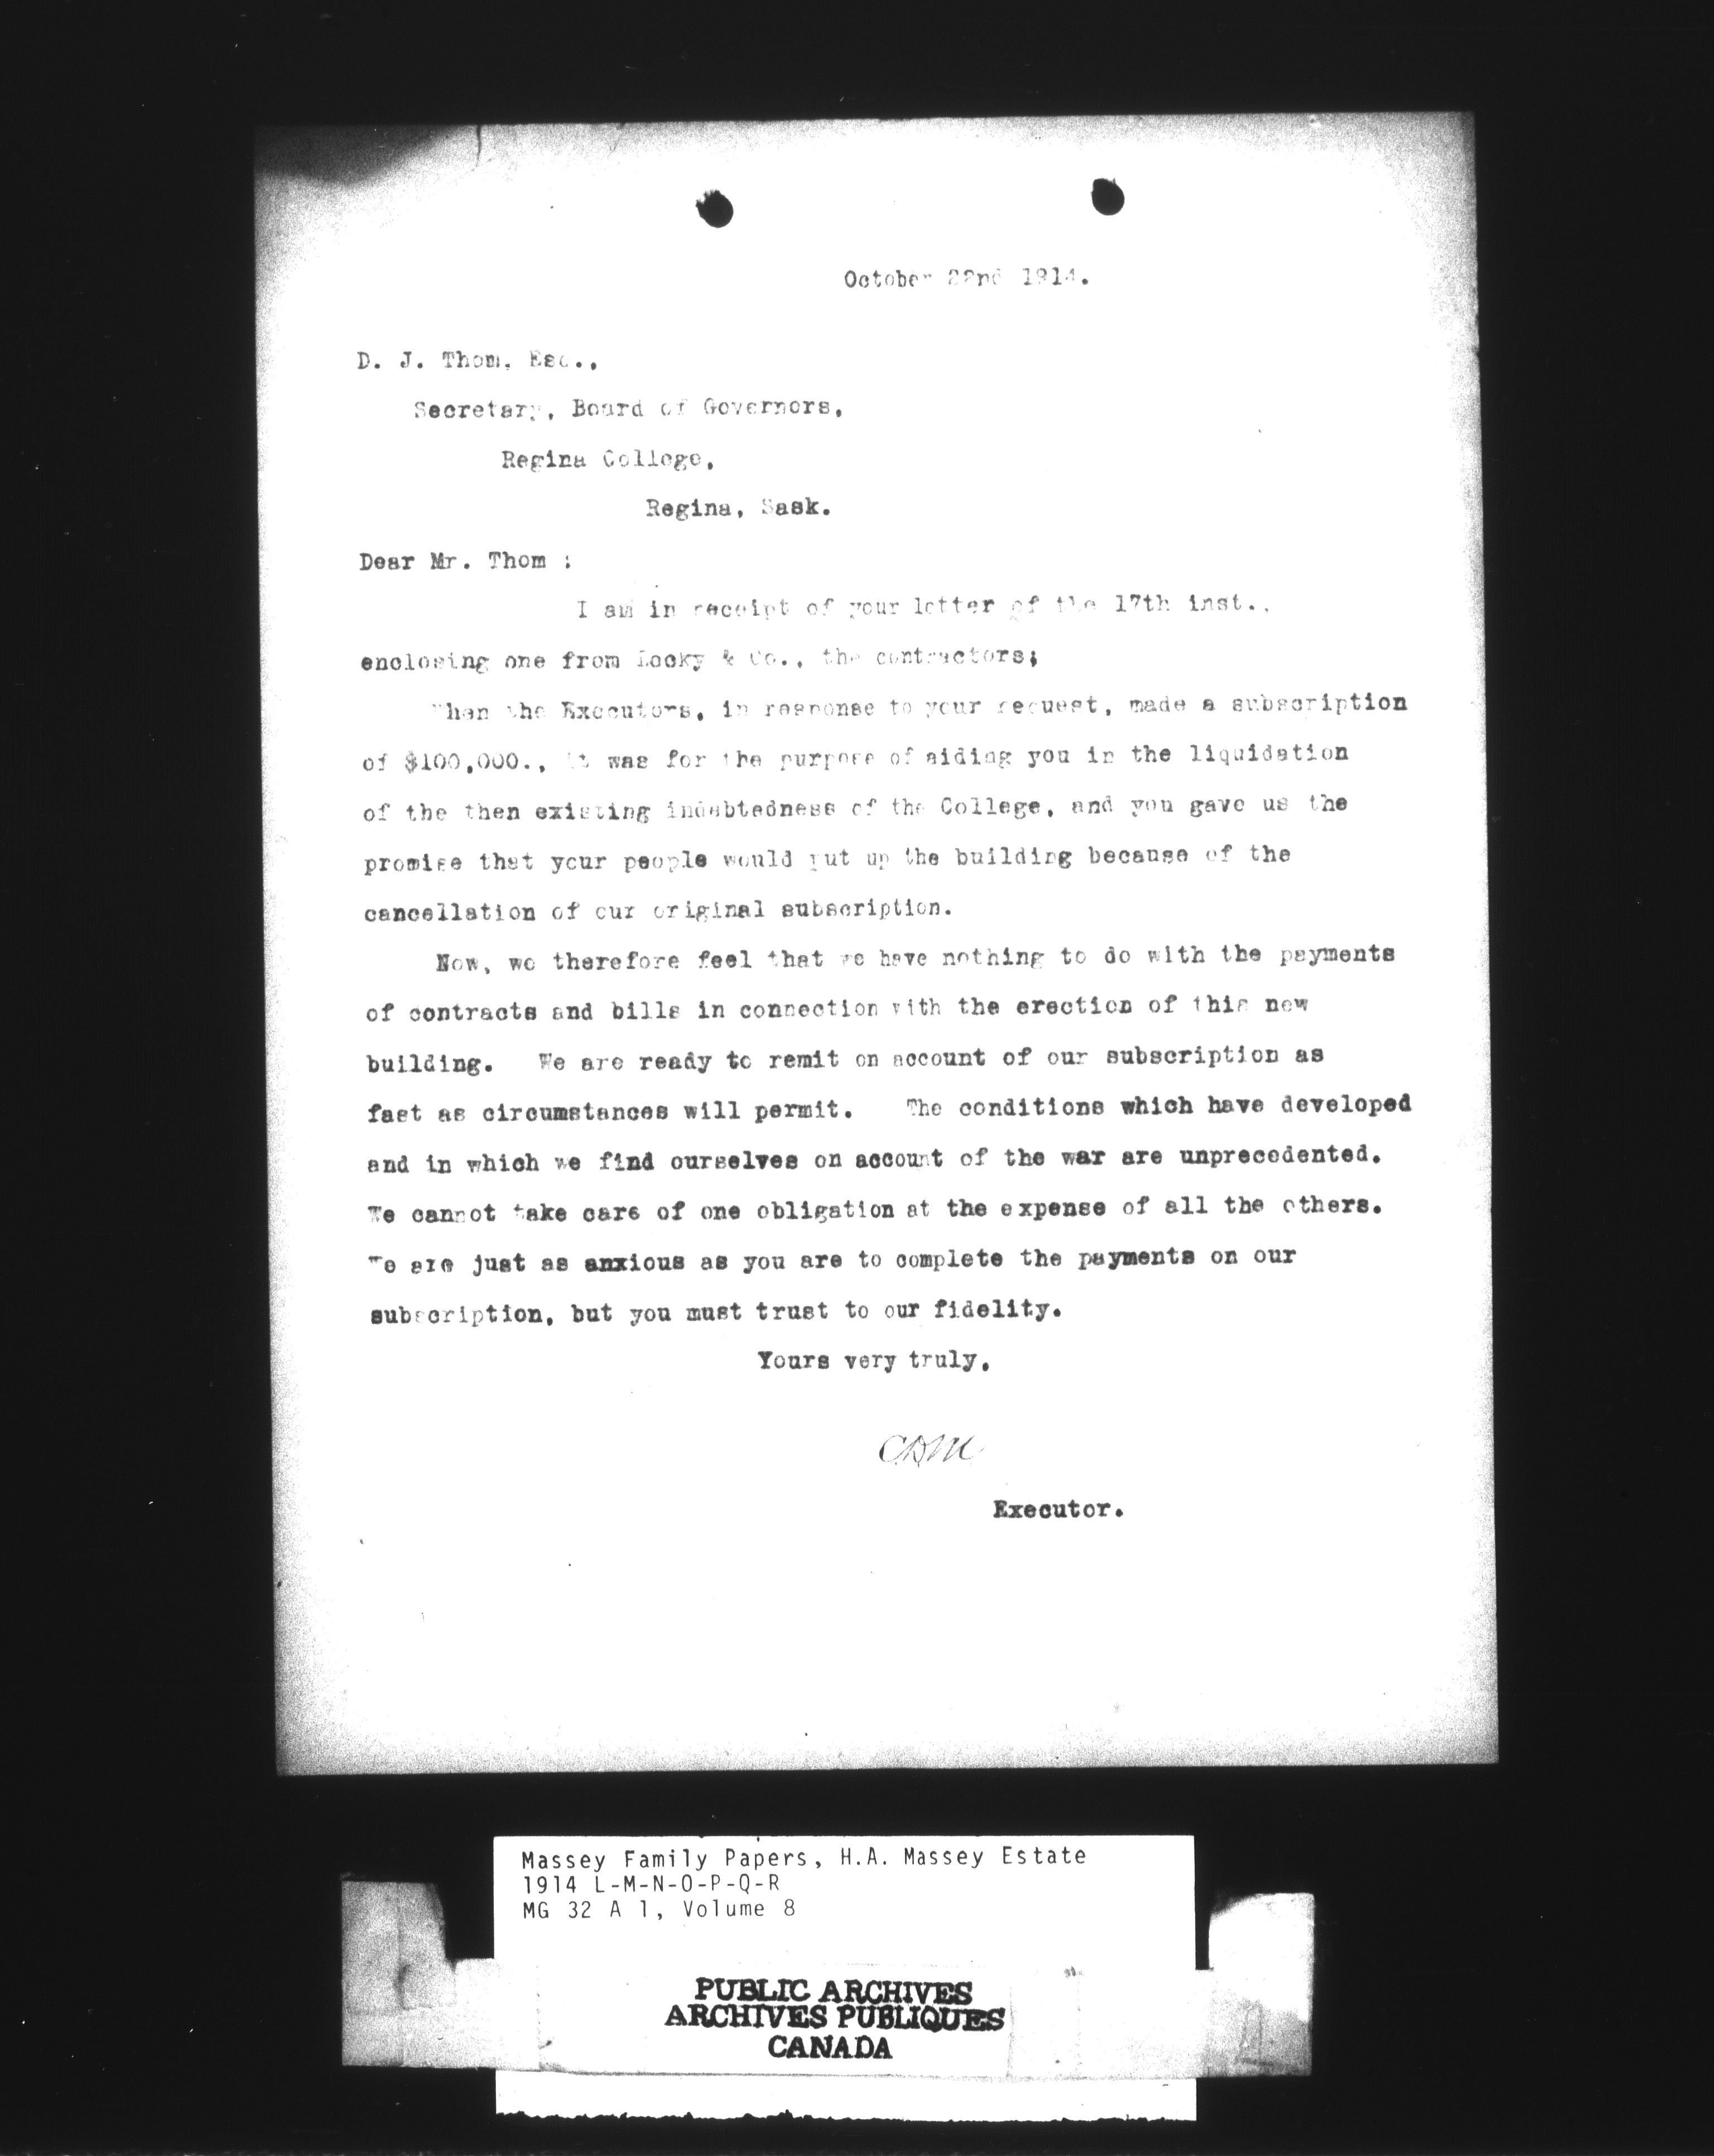 October 22nd 1914.
D. J. Thom, Esq.,
Secretary, Board of Governors,
Regina College,
Regina, Sask.
Dear Mr. Thom :
I am in receipt of your letter of the 17th inst.,
enclosing one from & Co., the contractors;
When the Executors, in response to your request, made a subscription
of $100,000., it was for the purpose of aiding you in the liquidation
of the then existing indebtedness of the College, and you gave us the
promise that your people would put up the building because of the
cancellation of our original subscription.
Now, we therefore feel that we have nothing to do with the payments
of contracts and bills in connection with the erection of this new
building. We are ready to remit on account of our subscription as
fast as circumstances will permit. The conditions which have developed
and in which we find ourselves on account of the war are unprecedented.
We cannot take care of one obligation at the expense of all the others.
We are just as anxious as you are to complete the payments on our
subscription, but you must trust to our fidelity.
Yours very truly,
CDM
Executor.
Massey Family Papers, H.A. Massey Estate
1914 L-M-N-O-P-Q-R
MG 32 A 1, Volume 8
PUBLIC ARCHIVES
ARCHIVES PUBLIQUES
CANADA